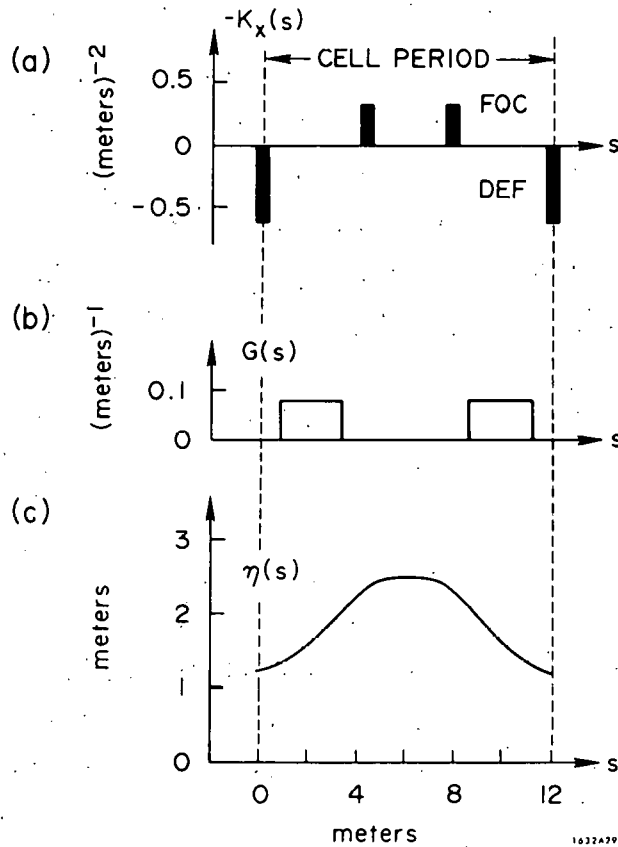 (a)
-Kx(s)
(meters)⁻²
0.5
0
-0.5
CELL PERIOD
FOC
DEF
s
(b)
(meters)⁻¹
G(s)
0.1
0
s
(c)
meters
η(s)
3
2
1
0
s
0 4 8 12
meters
1632A29